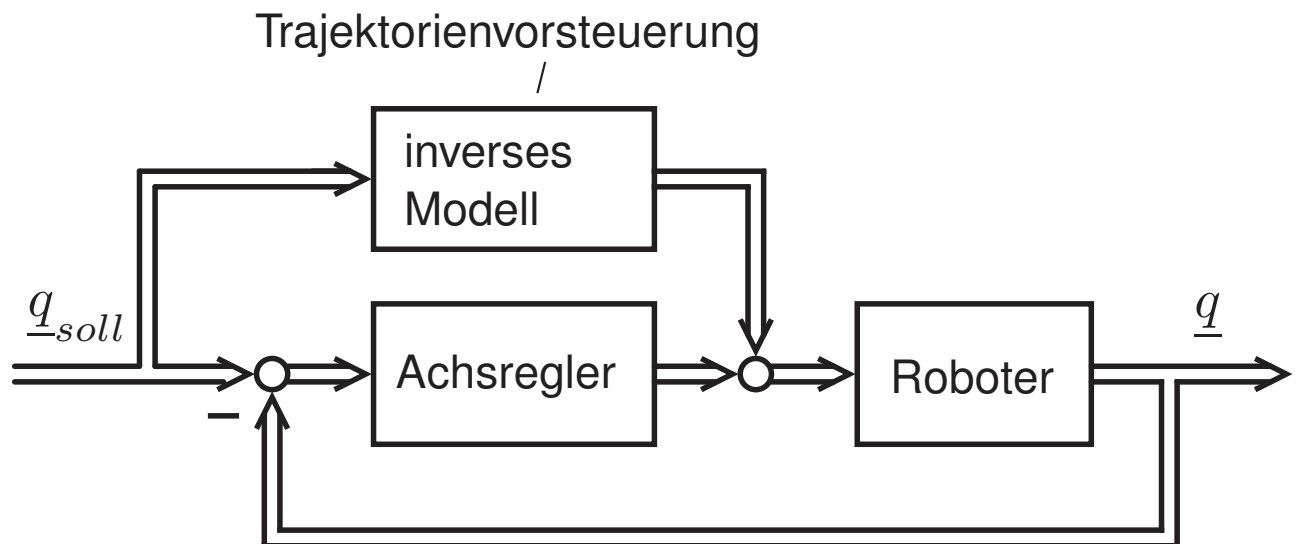 Trajektorienvorsteuerung
inverses
Modell
q_soll
Achsregler
Roboter
q
−